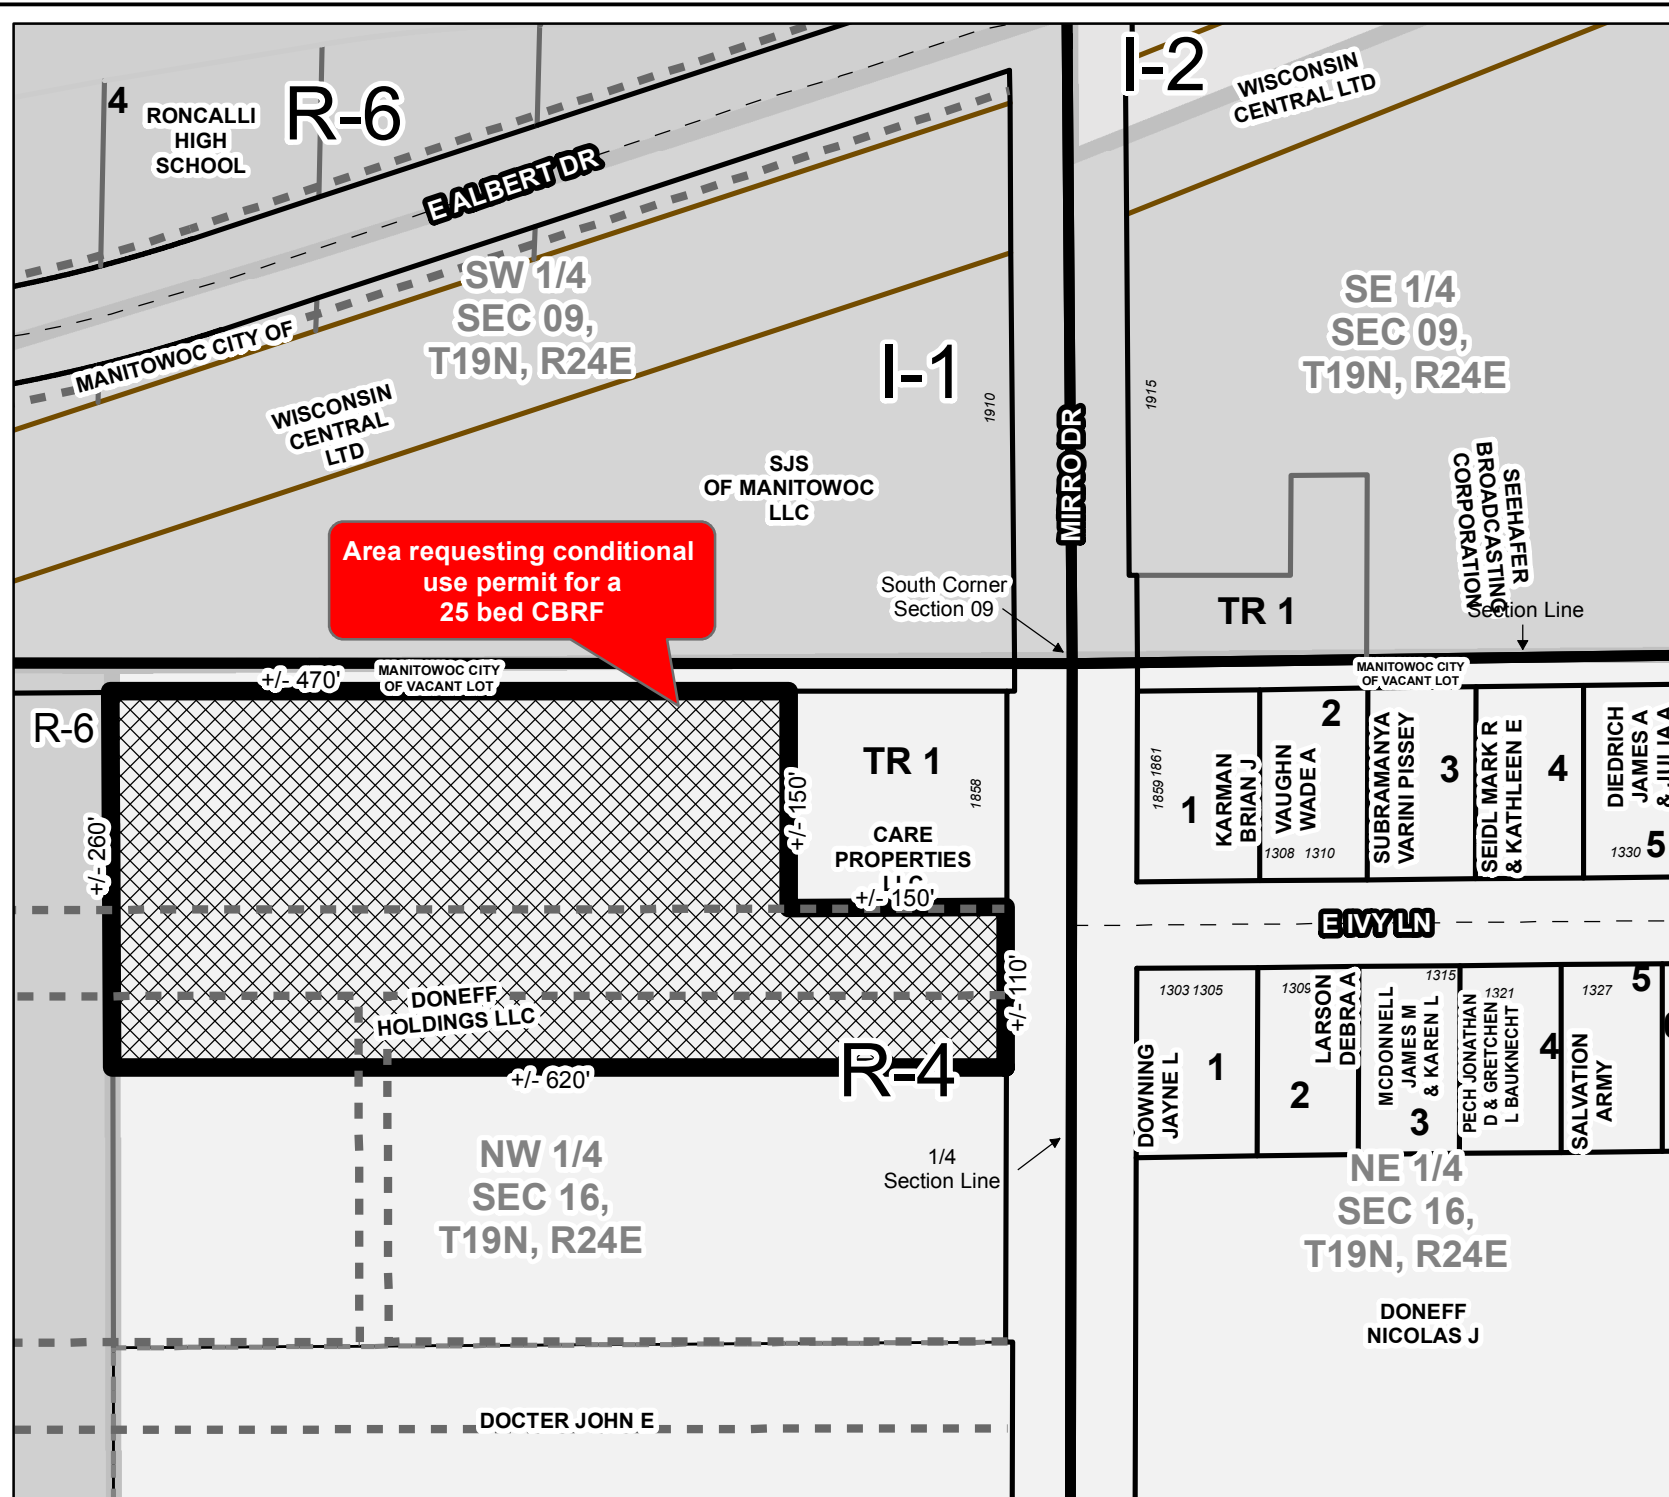 4
RONCALLI
HIGH
SCHOOL
R-6
E ALBERT DR
I-2
WISCONSIN
CENTRAL LTD
SW 1/4
SEC 09,
T19N, R24E
MANITOWOC CITY OF
WISCONSIN
CENTRAL
LTD
I-1
1910
SJS
OF MANITOWOC
LLC
MIRRO DR
1915
SE 1/4
SEC 09,
T19N, R24E
SEEHAFER
BROADCASTING
CORPORATION
Area requesting conditional
use permit for a
25 bed CBRF
South Corner
Section 09
TR 1
Section Line
+/- 470'
MANITOWOC CITY
OF VACANT LOT
MANITOWOC CITY
OF VACANT LOT
R-6
+/- 260'
+/- 150'
TR 1
1858
CARE
PROPERTIES
LLC
+/- 150'
1859 1861
1
KARMAN
BRIAN J
2
VAUGHN
WADE A
1308 1310
SUBRAMANYA
VARINI PISSEY
3
SEIDL MARK R
& KATHLEEN E
4
DIEDRICH
JAMES A
& JULIA A
1330
5
E IVY LN
DONEFF
HOLDINGS LLC
+/- 110'
+/- 620'
R-4
1303 1305
DOWNING
JAYNE L
1
1309
LARSON
DEBRA A
2
1315
MCDONNELL
JAMES M
& KAREN L
3
1321
PECH JONATHAN
D & GRETCHEN
L BAUKNECHT
4
1327
SALVATION
ARMY
5
1/4
Section Line
NW 1/4
SEC 16,
T19N, R24E
NE 1/4
SEC 16,
T19N, R24E
DONEFF
NICOLAS J
DOCTER JOHN E